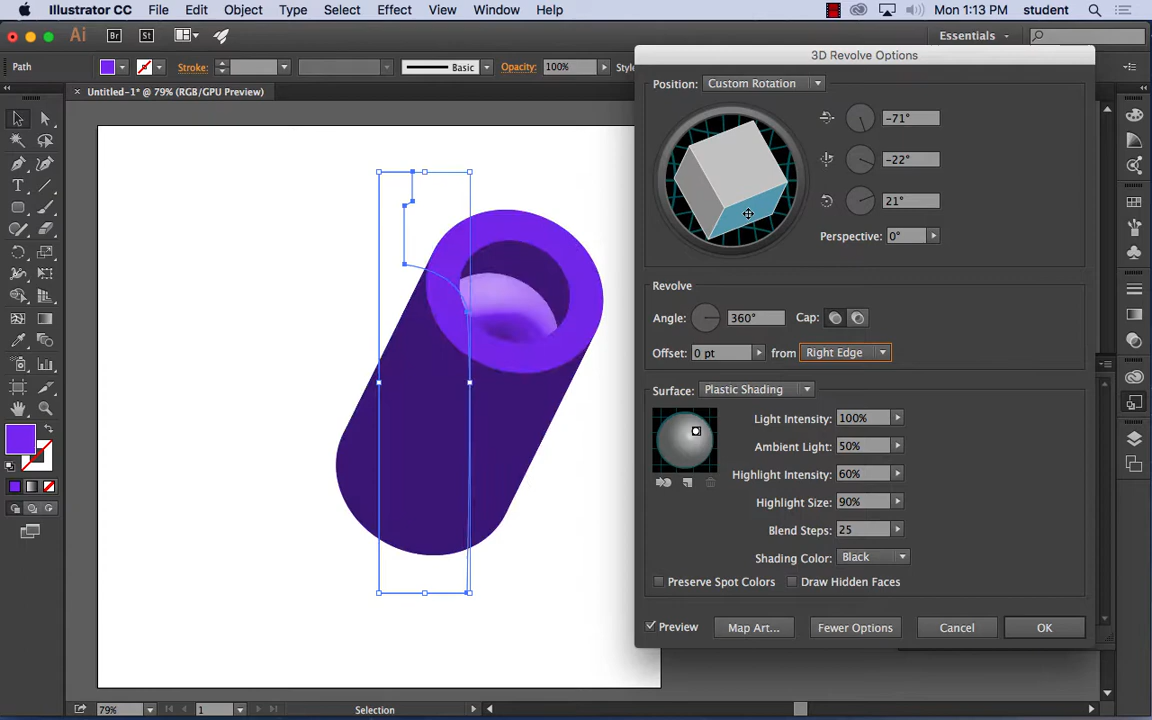 Illustrator CC File Edit Object Type Select Effect View Window Help Mon 1:13 PM student
Ai Br St Essentials
Path Stroke: Basic Opacity: 100% Style
Untitled-1* @ 79% (RGB/GPU Preview)
3D Revolve Options
Position: Custom Rotation
-71°
-22°
21°
Perspective: 0°
Revolve
Angle: 360° Cap:
Offset: 0 pt from Right Edge
Surface: Plastic Shading
Light Intensity: 100%
Ambient Light: 50%
Highlight Intensity: 60%
Highlight Size: 90%
Blend Steps: 25
Shading Color: Black
Preserve Spot Colors Draw Hidden Faces
Preview Map Art... Fewer Options Cancel OK
79% 1 Selection